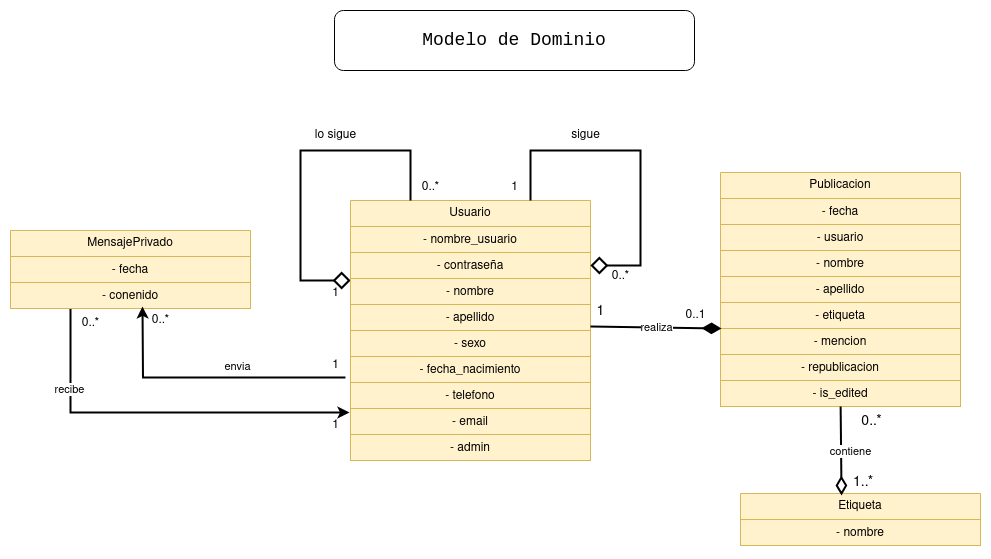 Modelo de Dominio
lo sigue
sigue
0..*
1
1
0..*
Usuario
- nombre_usuario
- contraseña
- nombre
- apellido
- sexo
- fecha_nacimiento
- telefono
- email
- admin
MensajePrivado
- fecha
- conenido
0..*
0..*
envia
1
recibe
1
1
realiza
0..1
Publicacion
- fecha
- usuario
- nombre
- apellido
- etiqueta
- mencion
- republicacion
- is_edited
0..*
contiene
1..*
Etiqueta
- nombre